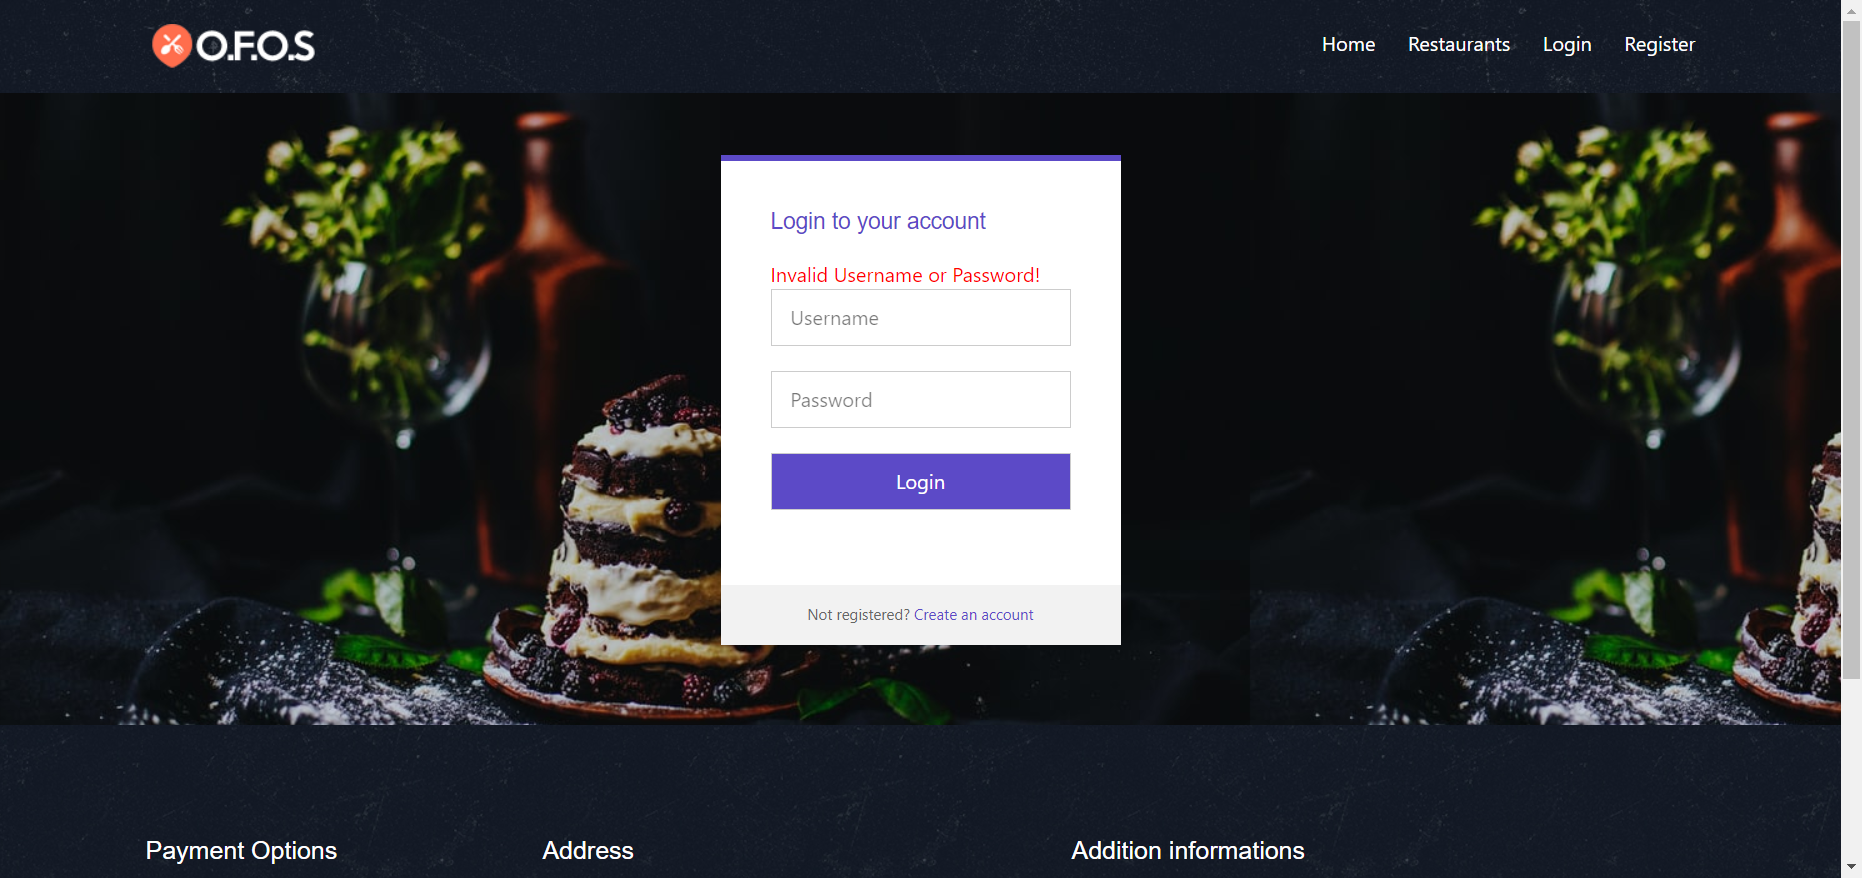 O.F.O.S
Home Restaurants Login Register
Login to your account
Invalid Username or Password!
Username
Password
Login
Not registered? Create an account
Payment Options Address Addition informations